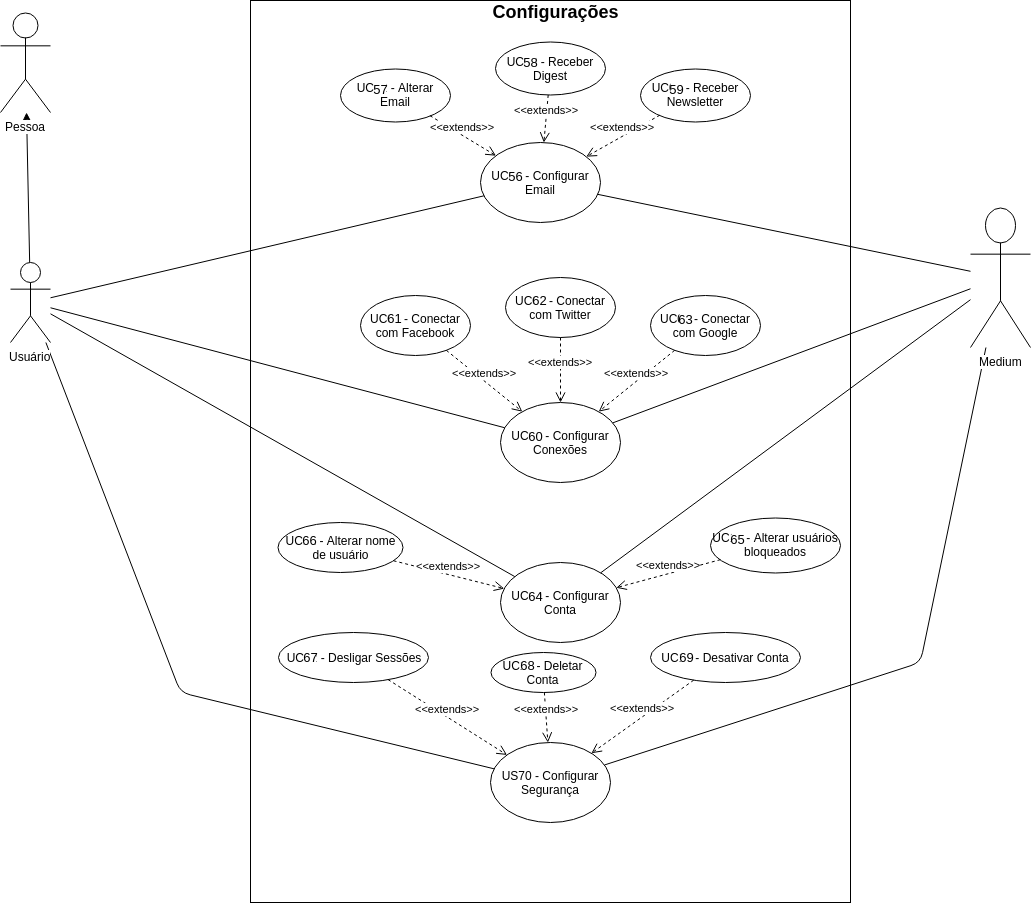 Configurações
Pessoa
UC57 - Alterar
Email
UC58 - Receber
Digest
UC59 - Receber
Newsletter
<<extends>>
<<extends>>
<<extends>>
UC56 - Configurar
Email
Usuário
Medium
UC61 - Conectar
com Facebook
UC62 - Conectar
com Twitter
UC63 - Conectar
com Google
<<extends>>
<<extends>>
<<extends>>
UC60 - Configurar
Conexões
UC66 - Alterar nome
de usuário
UC65 - Alterar usuários
bloqueados
<<extends>>
<<extends>>
UC64 - Configurar
Conta
UC67 - Desligar Sessões
UC68 - Deletar
Conta
UC69 - Desativar Conta
<<extends>>
<<extends>>
<<extends>>
US70 - Configurar
Segurança